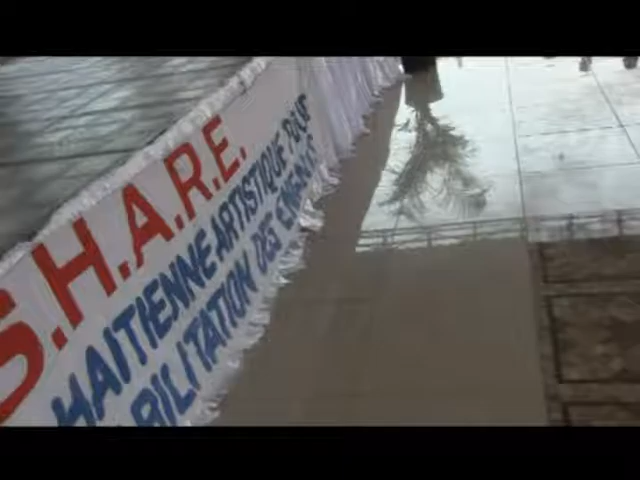 S.H.A.R.E.
HAITIENNE ARTISTIQUE POUR
BILITATION DES ENFANTS